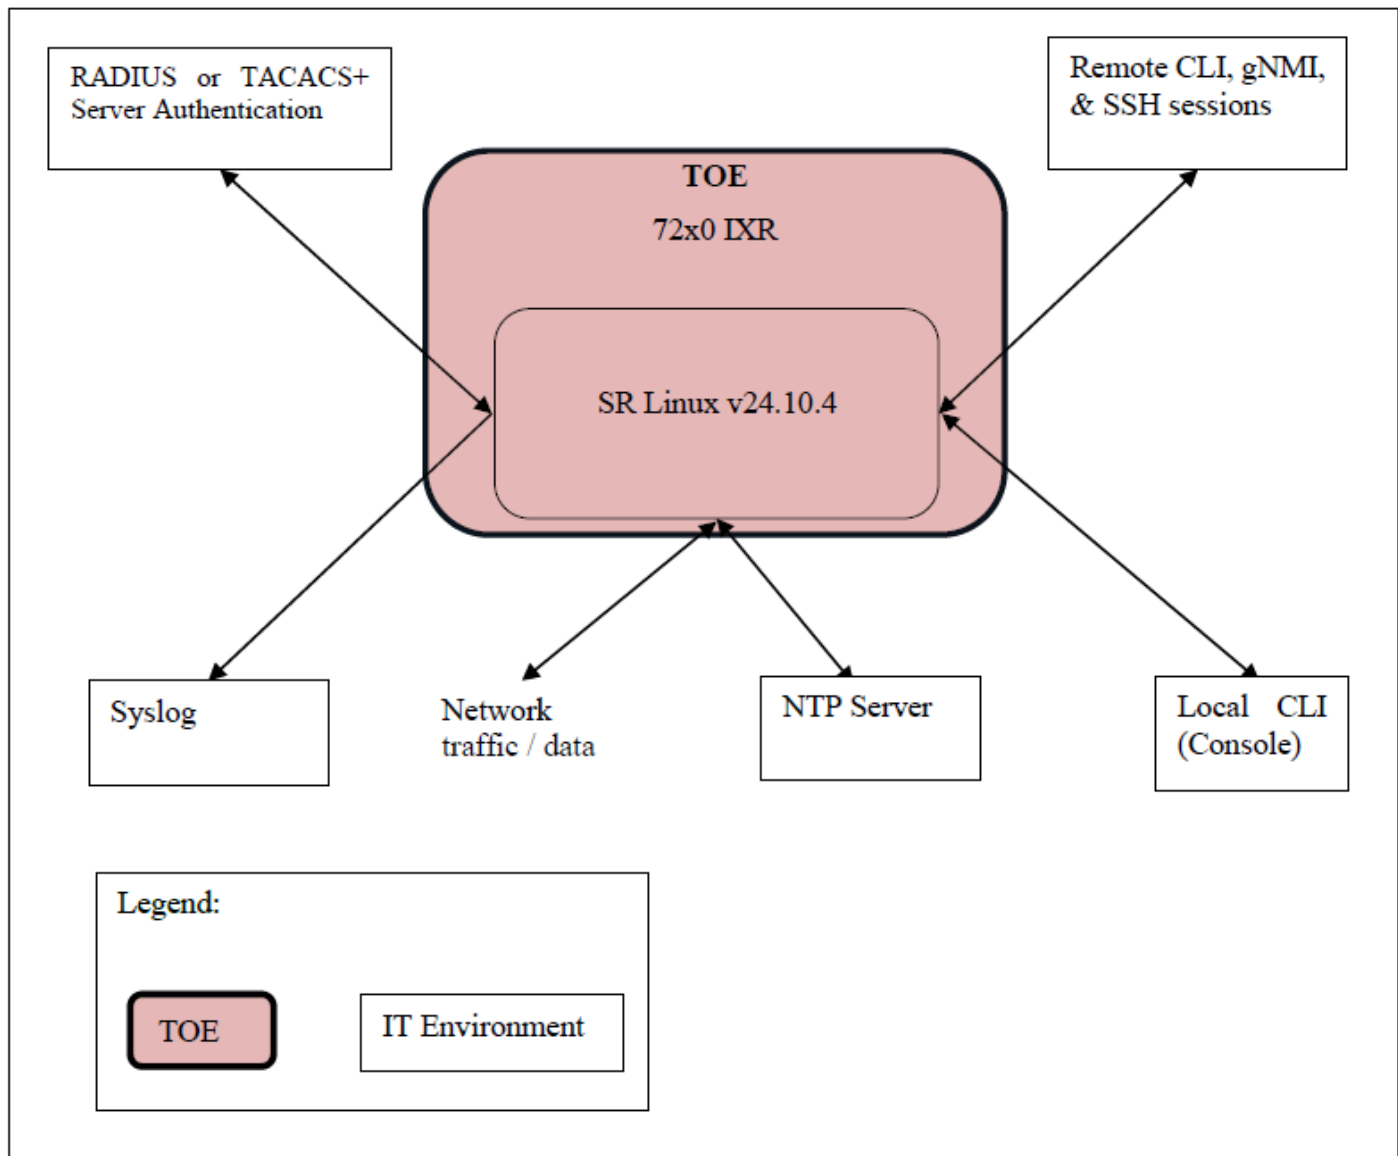 RADIUS or TACACS+
Server Authentication
Remote CLI, gNMI,
& SSH sessions
TOE
72x0 IXR
SR Linux v24.10.4
Syslog
Network
traffic / data
NTP Server
Local CLI
(Console)
Legend:
TOE
IT Environment